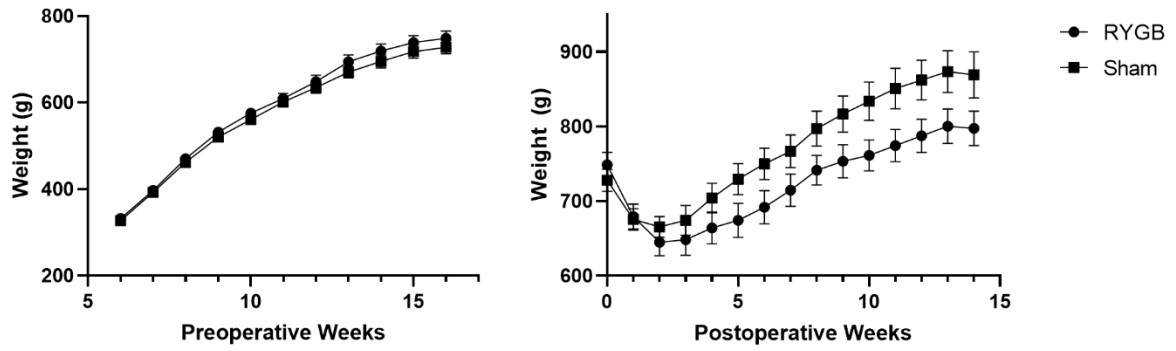 800
600
400
200
Weight (g)
5
10
15
Preoperative Weeks
900
800
700
600
Weight (g)
0
5
10
15
Postoperative Weeks
RYGB
Sham